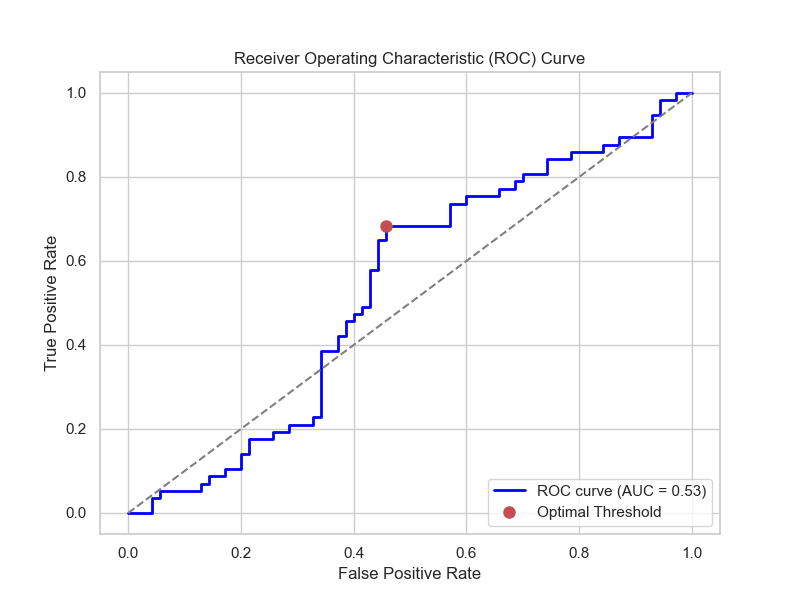 Receiver Operating Characteristic (ROC) Curve
1.0
0.8
0.6
0.4
0.2
0.0
True Positive Rate
0.0 0.2 0.4 0.6 0.8 1.0
False Positive Rate
ROC curve (AUC = 0.53)
Optimal Threshold